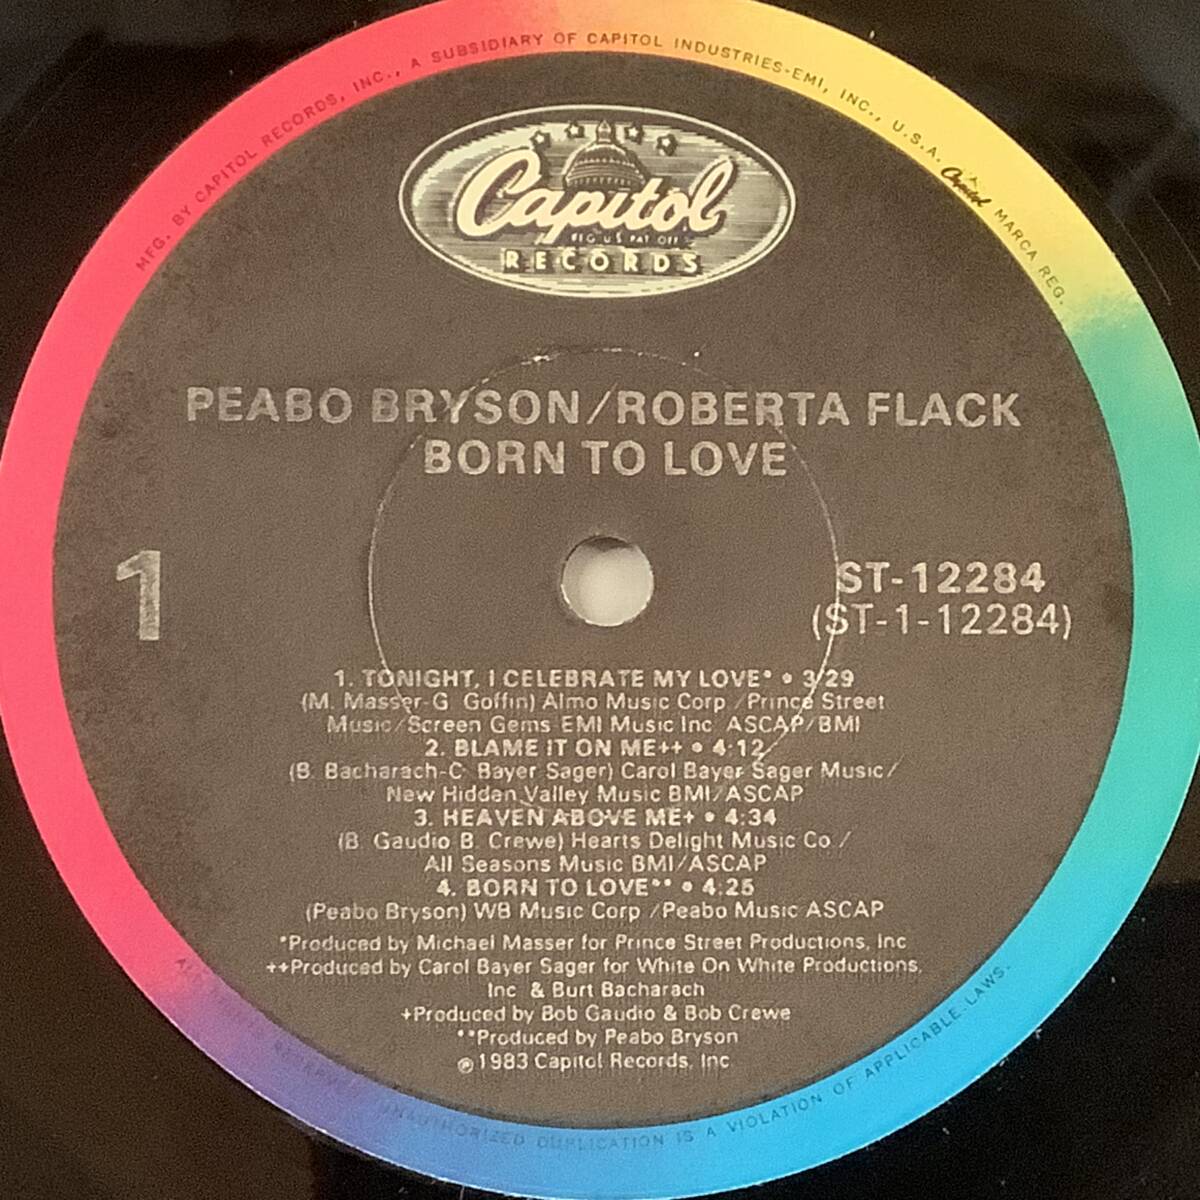 MFG. BY CAPITOL RECORDS, INC., A SUBSIDIARY OF CAPITOL INDUSTRIES-EMI, INC., U.S.A. Capitol MARCA REG.
Capitol
REG. U.S. PAT. OFF.
RECORDS
PEABO BRYSON/ROBERTA FLACK
BORN TO LOVE
1
ST-12284
(ST-1-12284)
1. TONIGHT, I CELEBRATE MY LOVE* • 3/29
(M. Masser-G. Goffin) Almo Music Corp./Prince Street
Music/Screen Gems EMI Music Inc ASCAP/BMI
2. BLAME IT ON ME++ • 4:12
(B. Bacharach-C. Bayer Sager) Carol Bayer Sager Music/
New Hidden Valley Music BMI/ASCAP
3. HEAVEN ABOVE ME+ • 4:34
(B. Gaudio B. Crewe) Hearts Delight Music Co./
All Seasons Music BMI/ASCAP
4. BORN TO LOVE** • 4:25
(Peabo Bryson) WB Music Corp./Peabo Music ASCAP
*Produced by Michael Masser for Prince Street Productions, Inc
++Produced by Carol Bayer Sager for White On White Productions,
Inc & Burt Bacharach
+Produced by Bob Gaudio & Bob Crewe
**Produced by Peabo Bryson
℗1983 Capitol Records, Inc
ALL RESERVED. UNAUTHORIZED DUPLICATION IS A VIOLATION OF APPLICABLE LAWS.